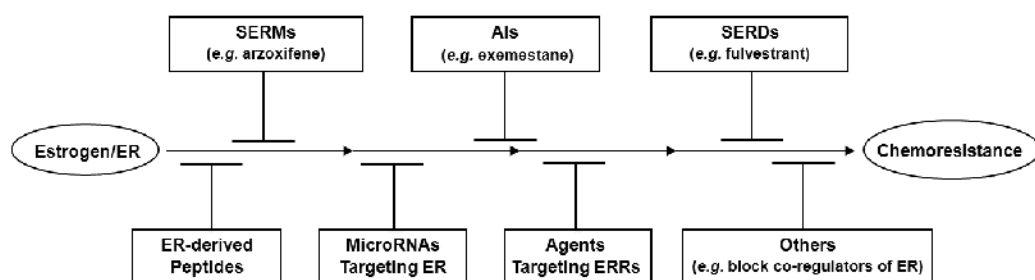 SERMs
(e.g. arzoxifene)
AIs
(e.g. exemestane)
SERDs
(e.g. fulvestrant)
Estrogen/ER
Chemoresistance
ER-derived
Peptides
MicroRNAs
Targeting ER
Agents
Targeting ERRs
Others
(e.g. block co-regulators of ER)